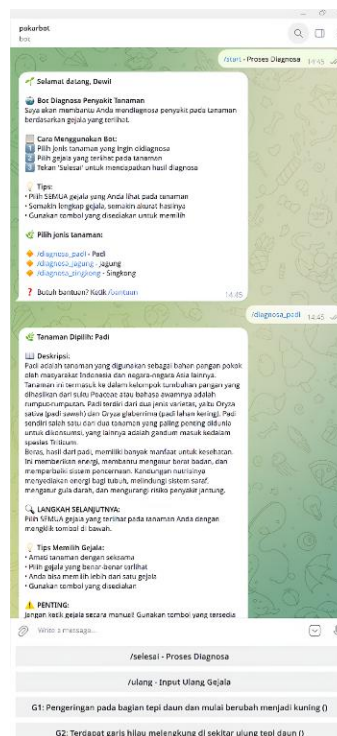 pakarbot
bot
/start - Proses Diagnosa 14:45
🌱 Selamat datang, Dewi!
🤖 Bot Diagnosa Penyakit Tanaman
Saya akan membantu Anda mendiagnosa penyakit pada tanaman
berdasarkan gejala yang terlihat.
📋 Cara Menggunakan Bot:
1 Pilih jenis tanaman yang ingin didiagnosa
2 Pilih gejala yang terlihat pada tanaman
3 Tekan 'Selesai' untuk mendapatkan hasil diagnosa
💡 Tips:
• Pilih SEMUA gejala yang Anda lihat pada tanaman
• Semakin lengkap gejala, semakin akurat hasilnya
• Gunakan tombol yang disediakan untuk memilih
🌿 Pilih jenis tanaman:
🔸 /diagnosa_padi - Padi
🔸 /diagnosa_jagung - Jagung
🔸 /diagnosa_singkong - Singkong
❓ Butuh bantuan? Ketik /bantuan
14:45
/diagnosa_padi 14:45
🌿 Tanaman Dipilih: Padi
📖 Deskripsi:
Padi adalah tanaman yang digunakan sebagai bahan pangan pokok
oleh masyarakat Indonesia dan negara-negara Asia lainnya.
Tanaman ini termasuk ke dalam kelompok tumbuhan pangan yang
dihasilkan dari suku Poaceae atau bahasa awamnya adalah
rumput-rumputan. Padi terdiri dari dua jenis varietas, yaitu Oryza
sativa (padi sawah) dan Oryza glaberrima (padi lahan kering). Padi
sendiri salah satu dari dua tanaman yang paling penting didunia
untuk dikonsumsi, yang lainnya adalah gandum masuk kedalam
spesies Triticum.
Beras, hasil dari padi, memiliki banyak manfaat untuk kesehatan.
Ini memberikan energi, membantu mengatur berat badan, dan
memperbaiki sistem pencernaan. Kandungan nutrisinya
menyediakan energi bagi tubuh, melindungi sistem saraf,
mengatur gula darah, dan mengurangi risiko penyakit jantung.
🔍 LANGKAH SELANJUTNYA:
Pilih SEMUA gejala yang terlihat pada tanaman Anda dengan
mengklik tombol di bawah.
💡 Tips Memilih Gejala:
• Amati tanaman dengan seksama
• Pilih gejala yang benar-benar terlihat
• Anda bisa memilih lebih dari satu gejala
• Gunakan tombol yang disediakan
⚠️ PENTING:
Jangan ketik gejala secara manual! Gunakan tombol yang tersedia
Write a message...
/selesai - Proses Diagnosa
/ulang - Input Ulang Gejala
G1: Pengeringan pada bagian tepi daun dan mulai berubah menjadi kuning ()
G2: Terdapat garis hijau melengkung di sekitar ujung tepi daun ()